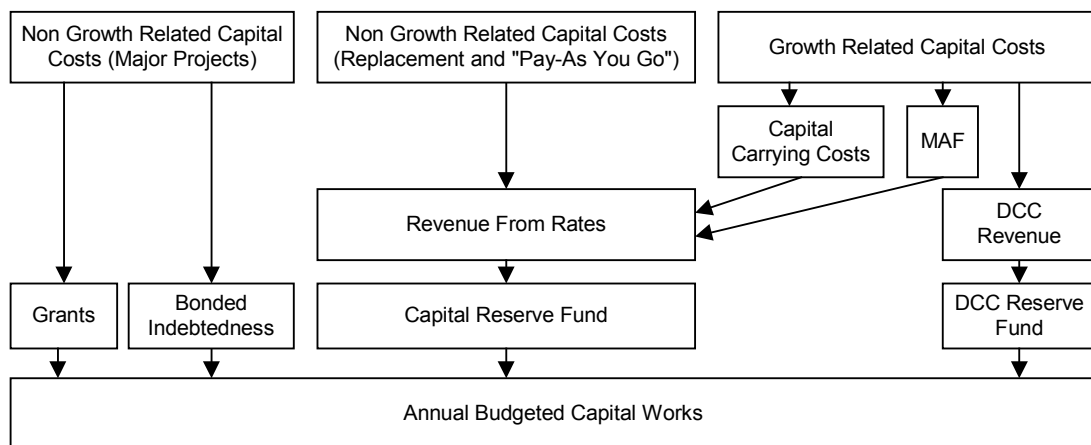 Non Growth Related Capital
Costs (Major Projects)
Non Growth Related Capital Costs
(Replacement and "Pay-As You Go")
Growth Related Capital Costs
Capital
Carrying Costs
MAF
Revenue From Rates
DCC
Revenue
Grants
Bonded
Indebtedness
Capital Reserve Fund
DCC Reserve
Fund
Annual Budgeted Capital Works